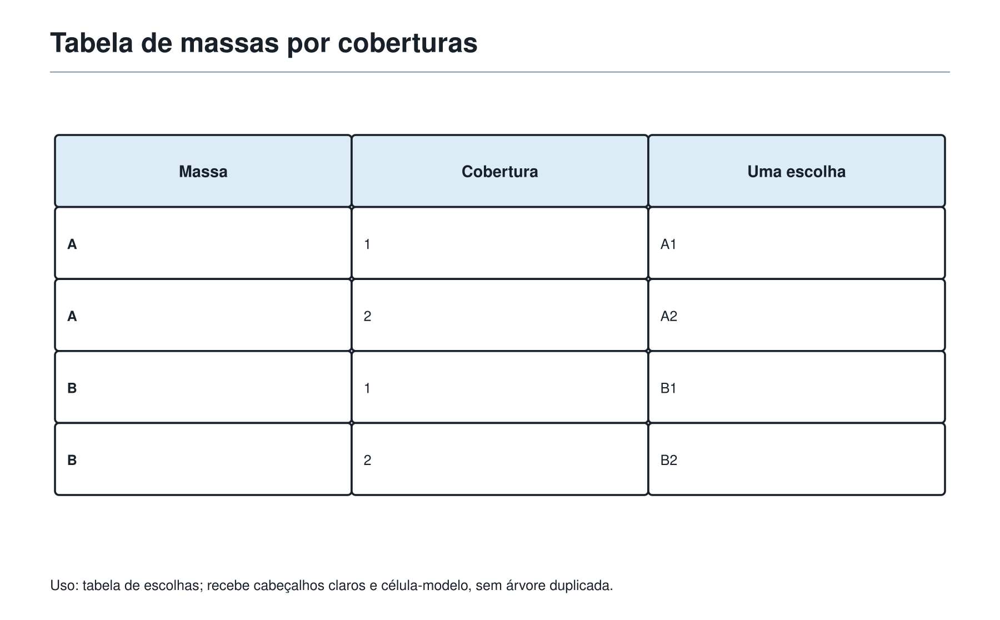 Tabela de massas por coberturas
Massa Cobertura Uma escolha
A 1 A1
A 2 A2
B 1 B1
B 2 B2
Uso: tabela de escolhas; recebe cabeçalhos claros e célula-modelo, sem árvore duplicada.